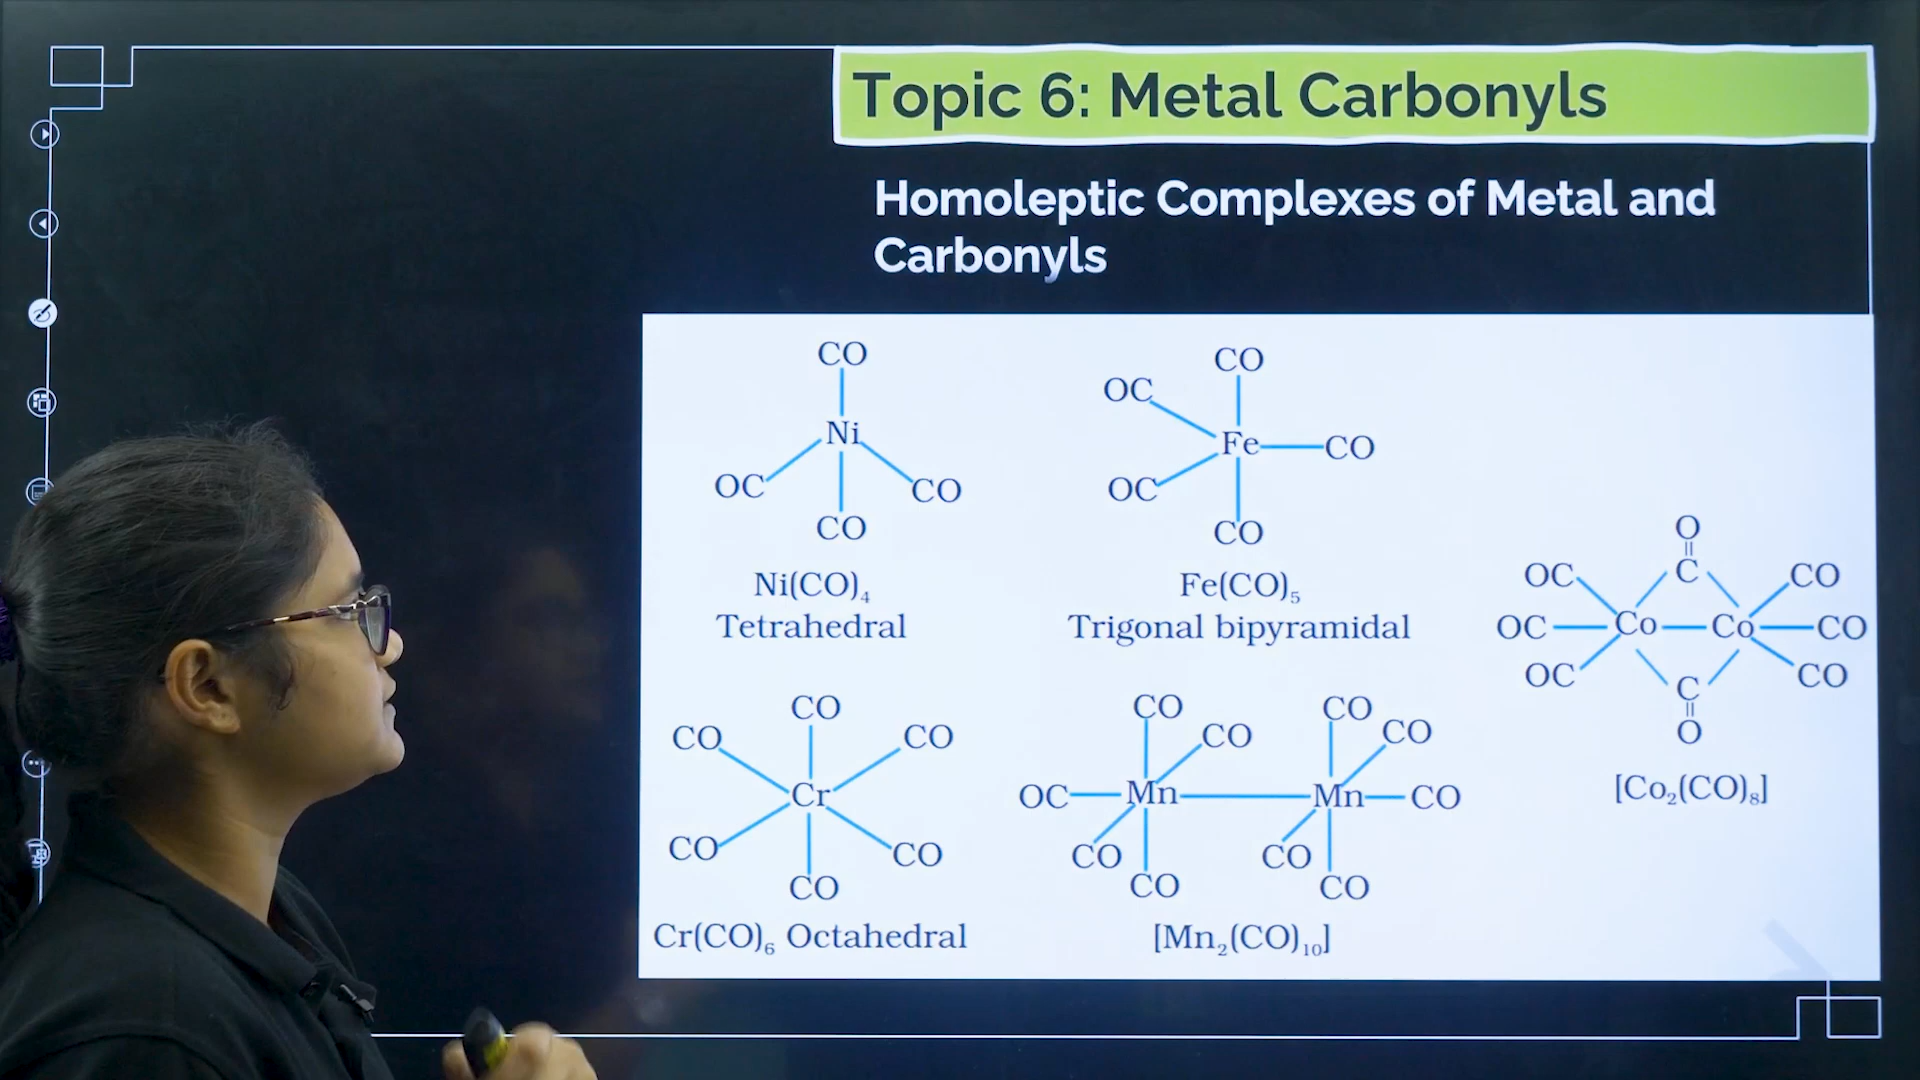 Topic 6: Metal Carbonyls
Homoleptic Complexes of Metal and
Carbonyls
CO
Ni
OC
CO
CO
Ni(CO)₄
Tetrahedral
CO
OC
Fe
CO
OC
CO
Fe(CO)₅
Trigonal bipyramidal
O
C
OC
CO
OC
Co
Co
CO
OC
CO
C
O
[Co₂(CO)₈]
CO
CO
CO
Cr
CO
CO
CO
Cr(CO)₆ Octahedral
CO
CO
CO
CO
OC
Mn
Mn
CO
CO
CO
CO
CO
[Mn₂(CO)₁₀]